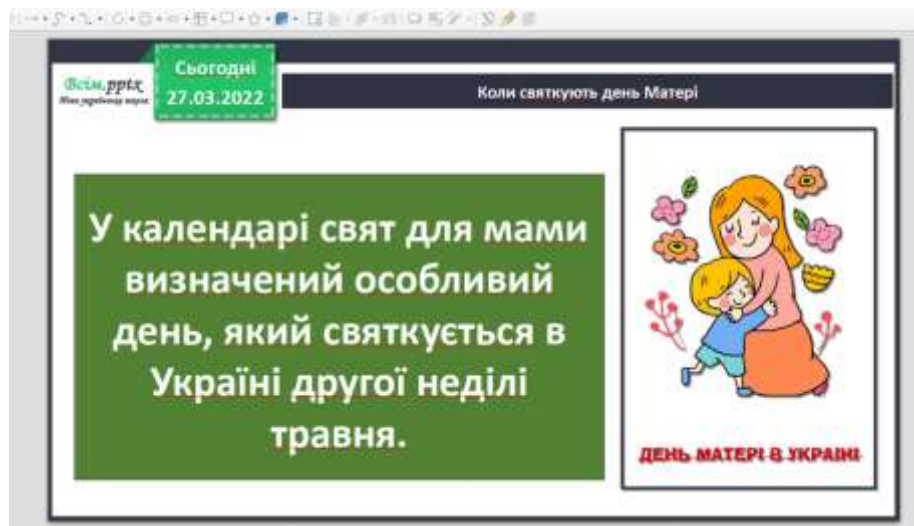 Всім.pptx
Сьогодні
27.03.2022
Коли святкують день Матері
У календарі свят для мами
визначений особливий
день, який святкується в
Україні другої неділі
травня.
ДЕНЬ МАТЕРІ В УКРАЇНІ